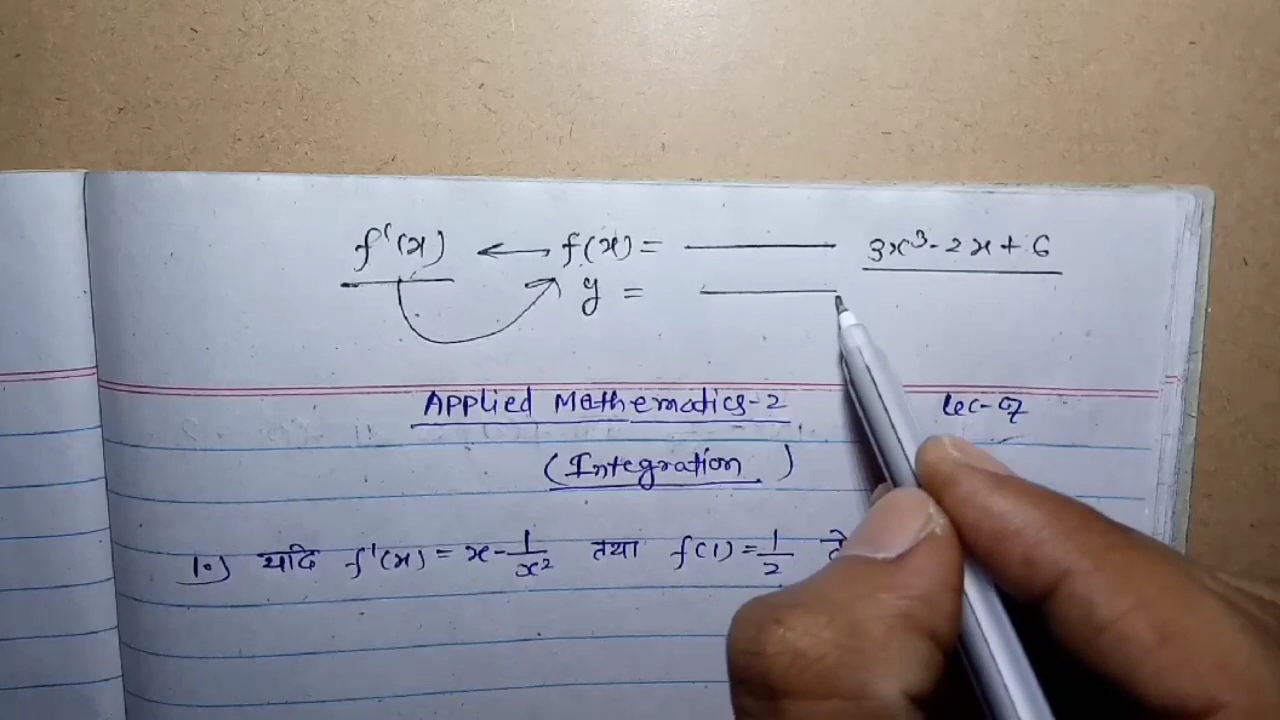 f'(x) ← f(x) = ——— 3x³-2x+6
y = ———
Applied Mathematics-2 Lec-07
(Integration)
1.) यदि f'(x) = x - 1/x² तथा f(1) = 1/2